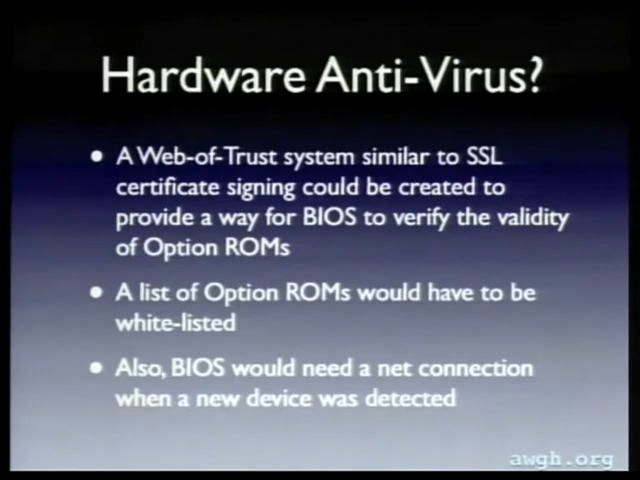 Hardware Anti-Virus?
• A Web-of-Trust system similar to SSL
certificate signing could be created to
provide a way for BIOS to verify the validity
of Option ROMs
• A list of Option ROMs would have to be
white-listed
• Also, BIOS would need a net connection
when a new device was detected
awgh.org